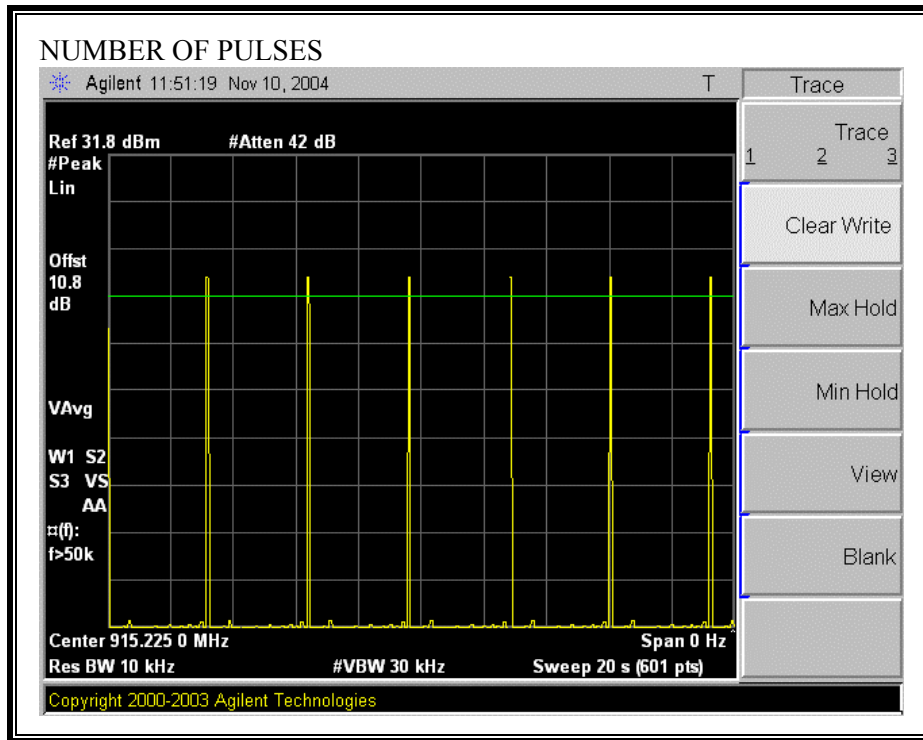 NUMBER OF PULSES
Agilent 11:51:19 Nov 10, 2004 T
Trace
Ref 31.8 dBm #Atten 42 dB
#Peak
Lin
Offst
10.8
dB
VAvg
W1 S2
S3 VS
AA
¤(f):
f>50k
Center 915.225 0 MHz Span 0 Hz
Res BW 10 kHz #VBW 30 kHz Sweep 20 s (601 pts)
Copyright 2000-2003 Agilent Technologies
Trace
1 2 3
Clear Write
Max Hold
Min Hold
View
Blank